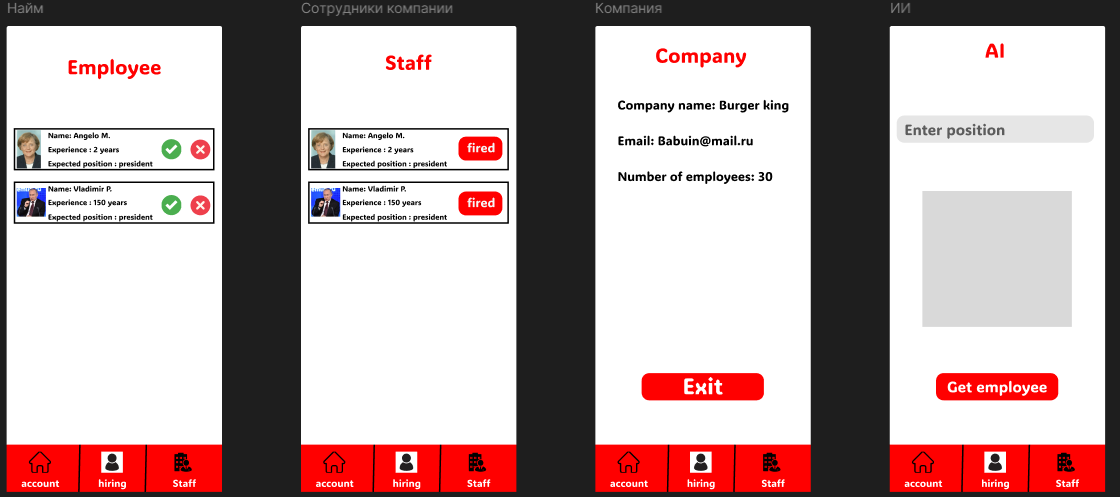 Найм
Employee
Name: Angelo M.
Experience : 2 years
Expected position : president
Name: Vladimir P.
Experience : 150 years
Expected position : president
account
hiring
Staff
Сотрудники компании
Staff
Name: Angelo M.
Experience : 2 years
Expected position : president
fired
Name: Vladimir P.
Experience : 150 years
Expected position : president
fired
account
hiring
Staff
Компания
Company
Company name: Burger king
Email: Babuin@mail.ru
Number of employees: 30
Exit
account
hiring
Staff
ИИ
AI
Enter position
Get employee
account
hiring
Staff